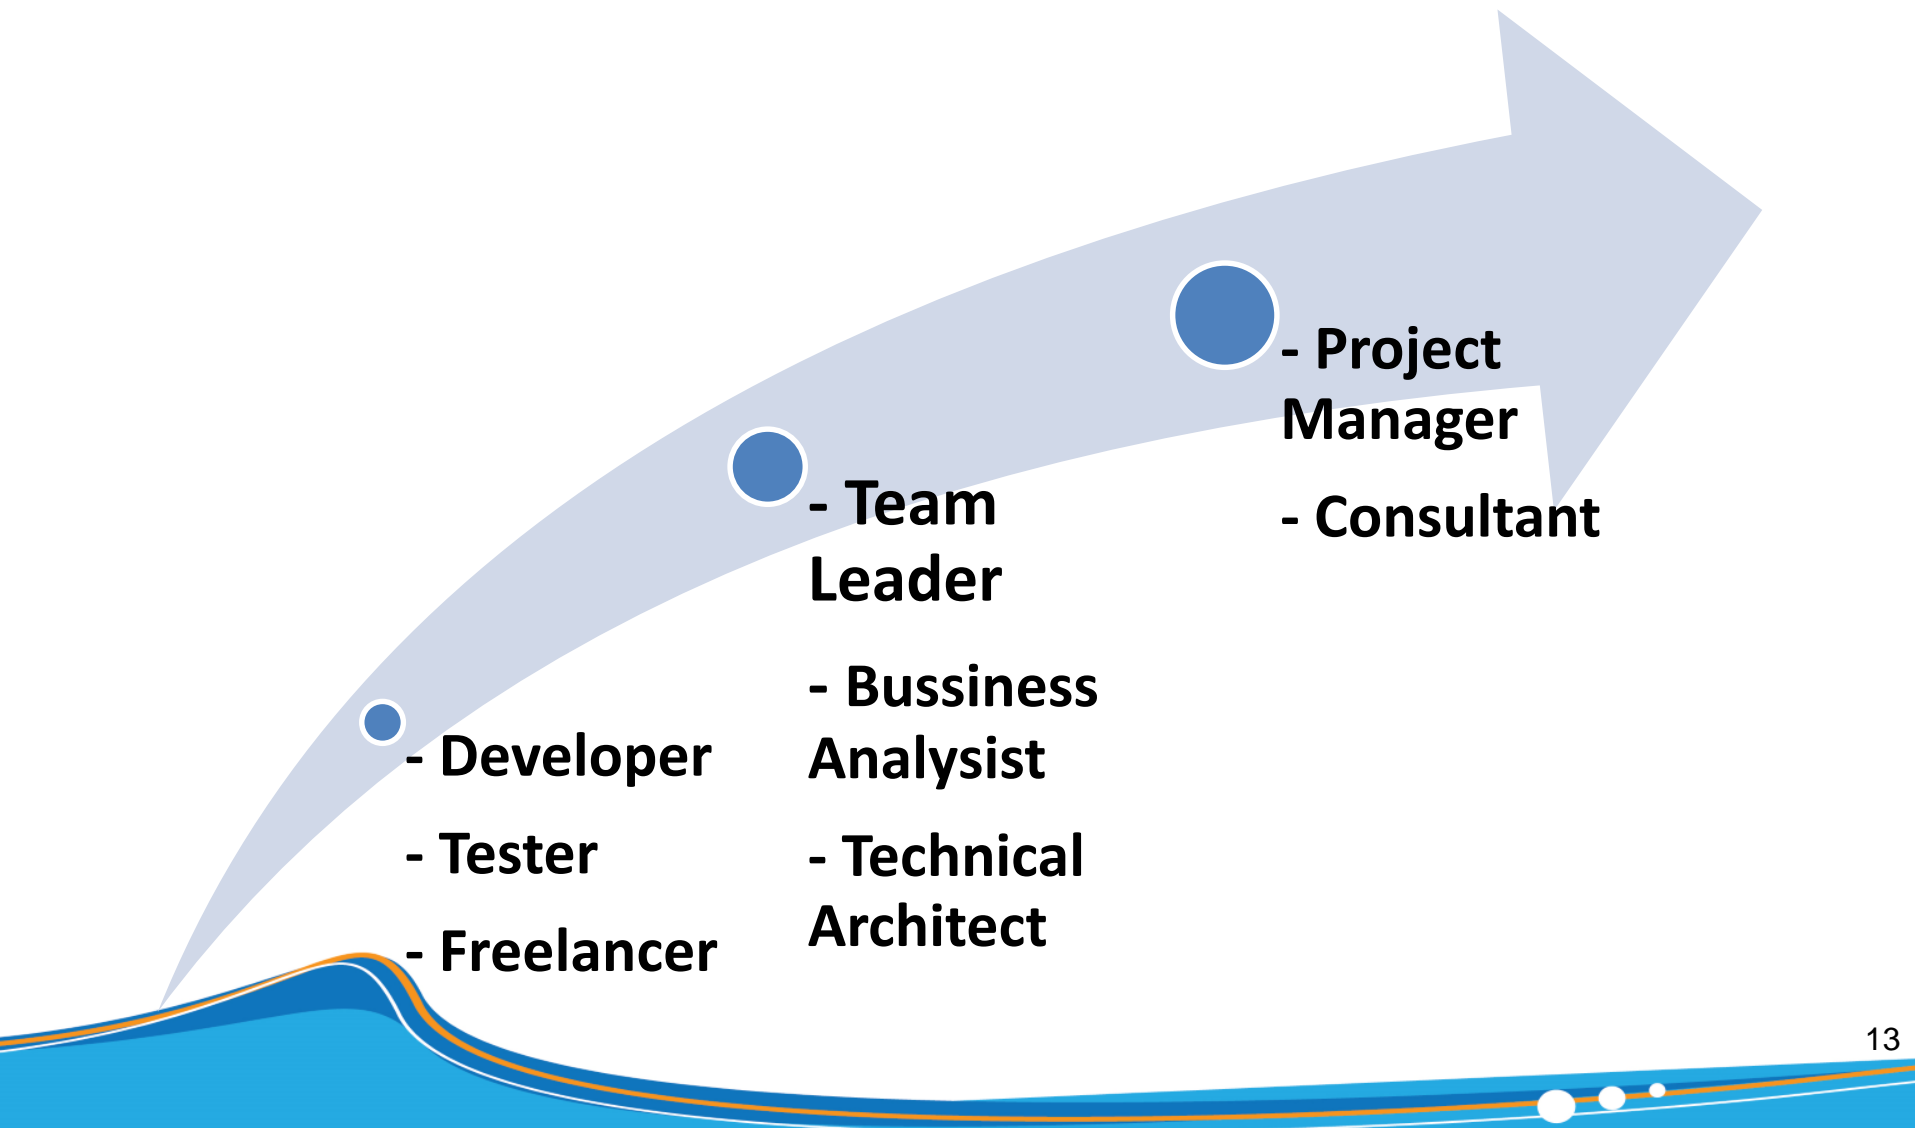 - Developer
- Tester
- Freelancer
- Team
Leader
- Bussiness
Analysist
- Technical
Architect
- Project
Manager
- Consultant
13